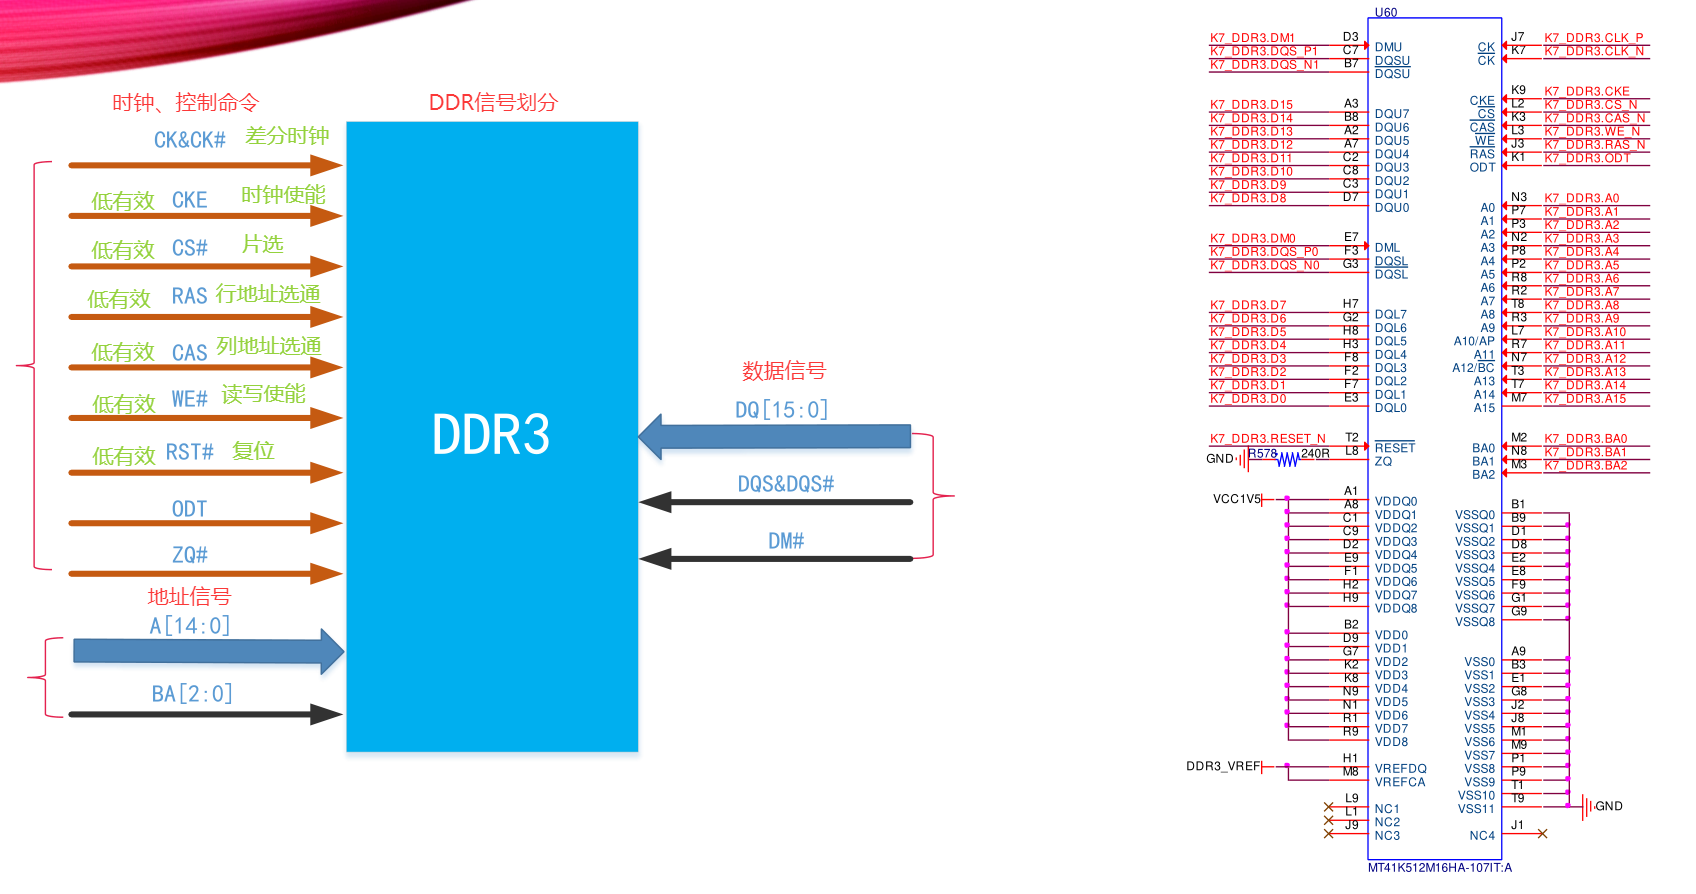 时钟、控制命令
DDR信号划分
CK&CK# 差分时钟
低有效 CKE 时钟使能
低有效 CS# 片选
低有效 RAS 行地址选通
低有效 CAS 列地址选通
低有效 WE# 读写使能
低有效 RST# 复位
ODT
ZQ#
地址信号
A[14:0]
BA[2:0]
DDR3
数据信号
DQ[15:0]
DQS&DQS#
DM#
U60
K7_DDR3.DM1 D3 DMU
K7_DDR3.DQS_P1 C7 DQSU
K7_DDR3.DQS_N1 B7 DQSU
K7_DDR3.D15 A3 DQU7
K7_DDR3.D14 B8 DQU6
K7_DDR3.D13 A2 DQU5
K7_DDR3.D12 A7 DQU4
K7_DDR3.D11 C2 DQU3
K7_DDR3.D10 C8 DQU2
K7_DDR3.D9 C3 DQU1
K7_DDR3.D8 D7 DQU0
K7_DDR3.DM0 E7 DML
K7_DDR3.DQS_P0 F3 DQSL
K7_DDR3.DQS_N0 G3 DQSL
K7_DDR3.D7 H7 DQL7
K7_DDR3.D6 G2 DQL6
K7_DDR3.D5 H8 DQL5
K7_DDR3.D4 H3 DQL4
K7_DDR3.D3 F8 DQL3
K7_DDR3.D2 F2 DQL2
K7_DDR3.D1 F7 DQL1
K7_DDR3.D0 E3 DQL0
K7_DDR3.RESET_N T2 RESET
GND R578 240R L8 ZQ
VCC1V5 A1 VDDQ0
A8 VDDQ1
C1 VDDQ2
C9 VDDQ3
D2 VDDQ4
E9 VDDQ5
F1 VDDQ6
H2 VDDQ7
H9 VDDQ8
B2 VDD0
D9 VDD1
G7 VDD2
K2 VDD3
K8 VDD4
N9 VDD5
N1 VDD6
R1 VDD7
R9 VDD8
DDR3_VREF H1 VREFDQ
M8 VREFCA
L9 NC1
L1 NC2
J9 NC3
CK J7 K7_DDR3.CLK_P
CK K7 K7_DDR3.CLK_N
CKE K9 K7_DDR3.CKE
CS L2 K7_DDR3.CS_N
CAS K3 K7_DDR3.CAS_N
WE L3 K7_DDR3.WE_N
RAS J3 K7_DDR3.RAS_N
ODT K1 K7_DDR3.ODT
A0 N3 K7_DDR3.A0
A1 P7 K7_DDR3.A1
A2 P3 K7_DDR3.A2
A3 N2 K7_DDR3.A3
A4 P8 K7_DDR3.A4
A5 P2 K7_DDR3.A5
A6 R8 K7_DDR3.A6
A7 R2 K7_DDR3.A7
A8 T8 K7_DDR3.A8
A9 R3 K7_DDR3.A9
A10/AP L7 K7_DDR3.A10
A11 R7 K7_DDR3.A11
A12/BC N7 K7_DDR3.A12
A13 T3 K7_DDR3.A13
A14 T7 K7_DDR3.A14
A15 M7 K7_DDR3.A15
BA0 M2 K7_DDR3.BA0
BA1 N8 K7_DDR3.BA1
BA2 M3 K7_DDR3.BA2
VSSQ0 B1
VSSQ1 B9
VSSQ2 D1
VSSQ3 D8
VSSQ4 E2
VSSQ5 E8
VSSQ6 F9
VSSQ7 G1
VSSQ8 G9
VSS0 A9
VSS1 B3
VSS2 E1
VSS3 G8
VSS4 J2
VSS5 J8
VSS6 M1
VSS7 M9
VSS8 P1
VSS9 P9
VSS10 T1
VSS11 T9 GND
NC4 J1
MT41K512M16HA-107IT:A